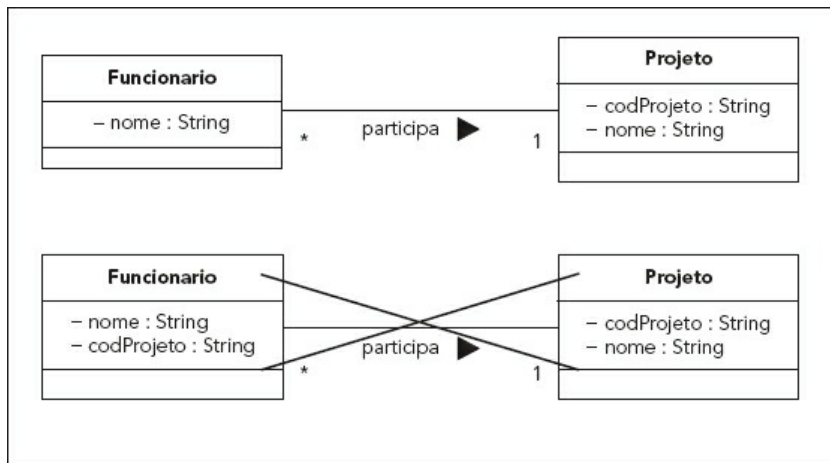 Funcionario
– nome : String
participa
*
1
Projeto
– codProjeto : String
– nome : String
Funcionario
– nome : String
– codProjeto : String
participa
*
1
Projeto
– codProjeto : String
– nome : String